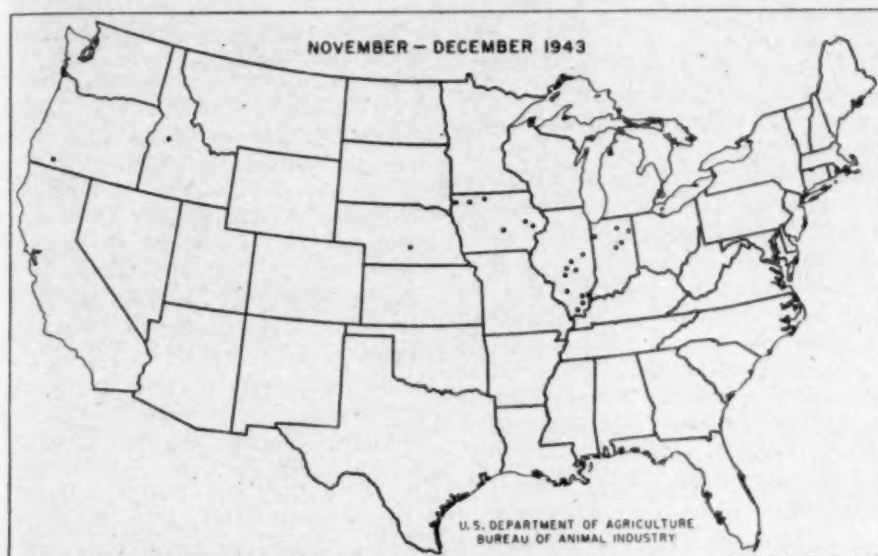 NOVEMBER – DECEMBER 1943
U.S. DEPARTMENT OF AGRICULTURE
BUREAU OF ANIMAL INDUSTRY